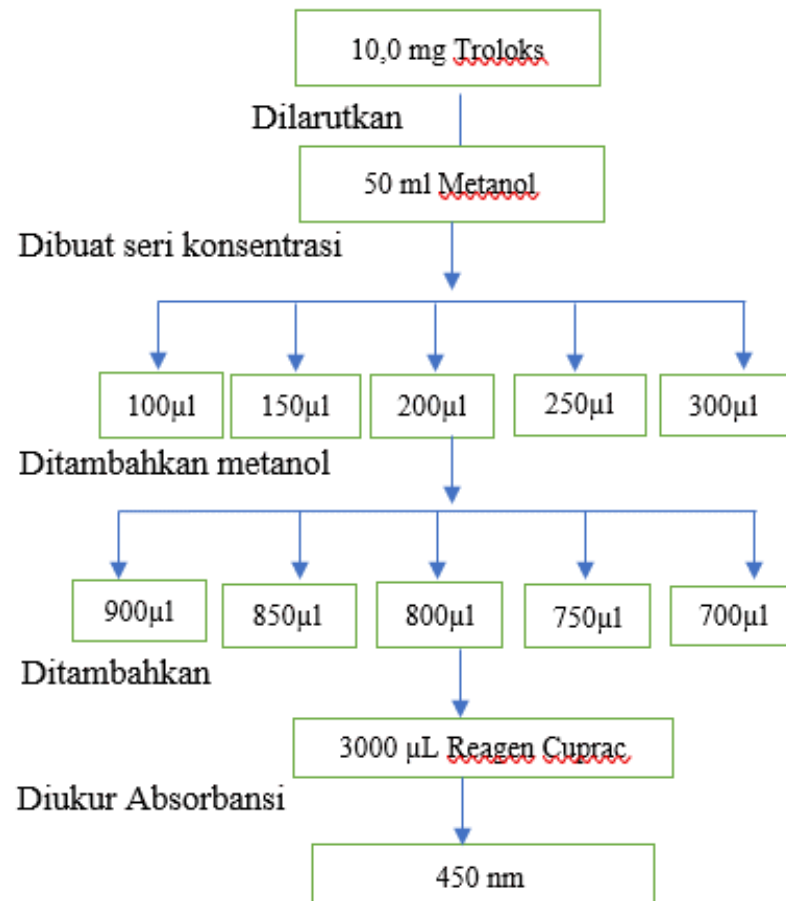 10,0 mg Troloks
Dilarutkan
50 ml Metanol
Dibuat seri konsentrasi
100µl 150µl 200µl 250µl 300µl
Ditambahkan metanol
900µl 850µl 800µl 750µl 700µl
Ditambahkan
3000 µL Reagen Cuprac
Diukur Absorbansi
450 nm